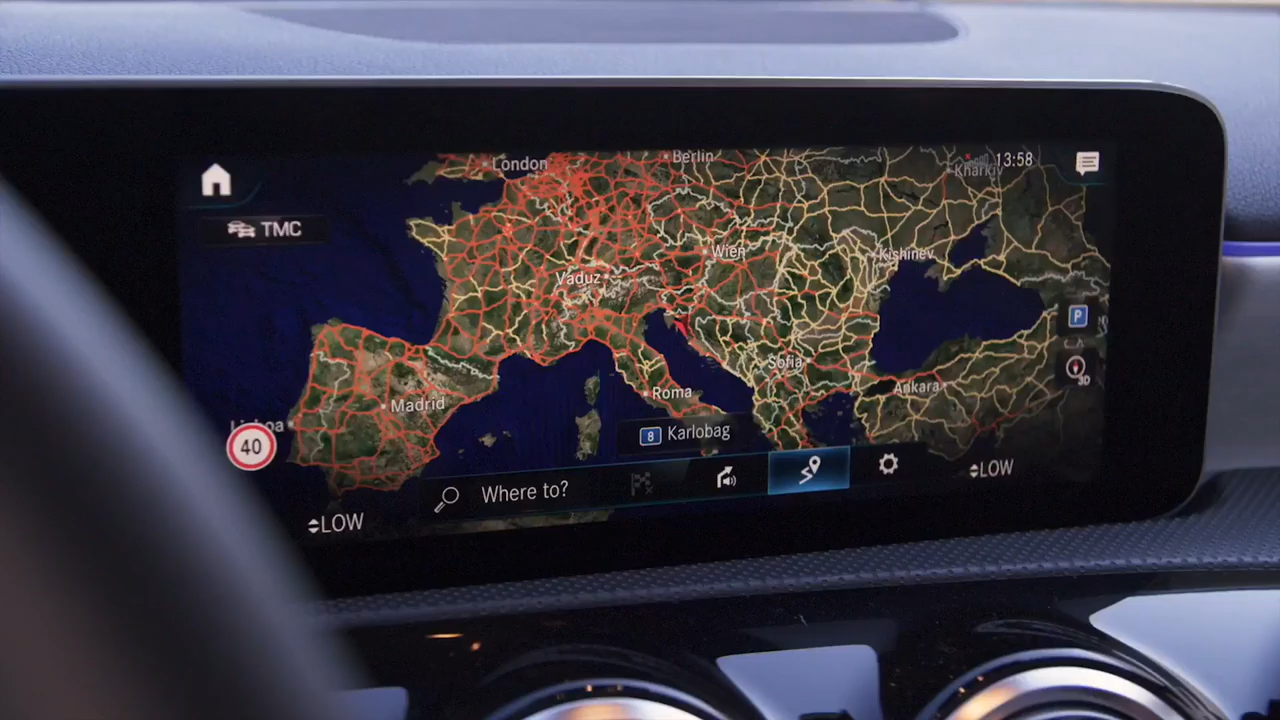 London
Berlin
13:58
Kharkiv
TMC
Wien
Kishinev
Vaduz
P
Sofia
3D
Ankara
Roma
Madrid
40
8 Karlobag
Where to?
LOW
LOW